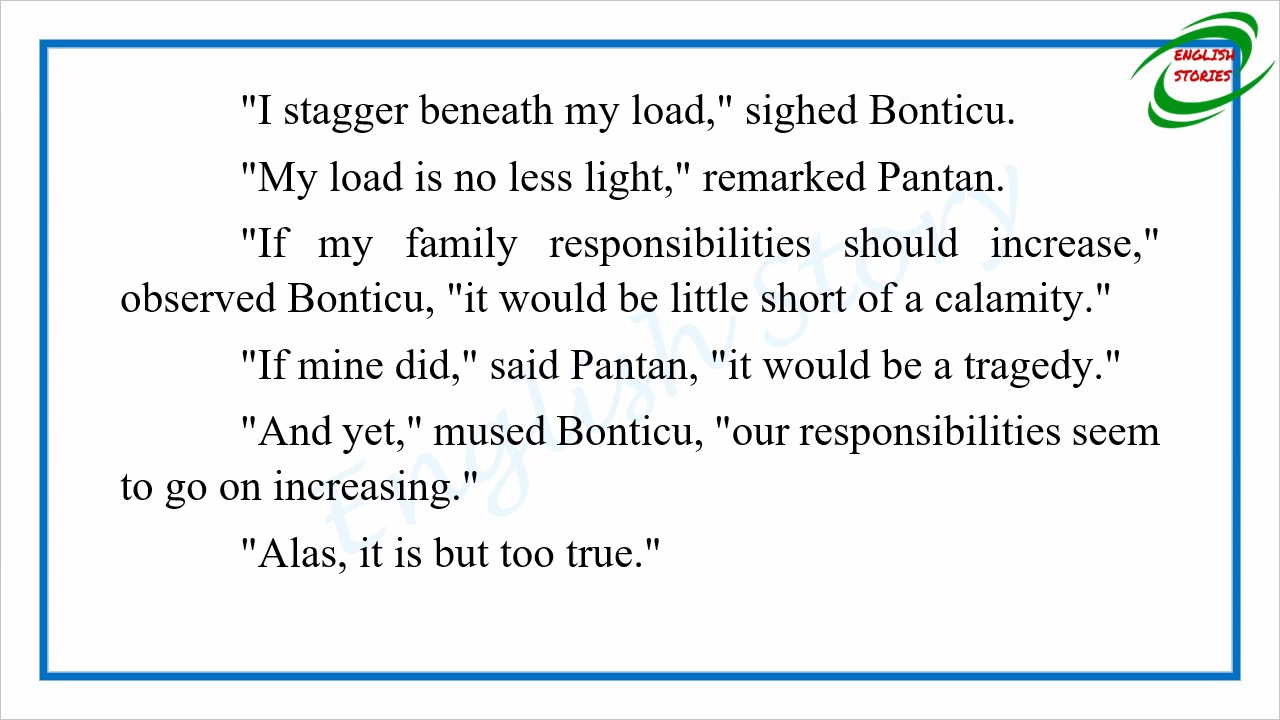 ENGLISH
STORIES
"I stagger beneath my load," sighed Bonticu.
"My load is no less light," remarked Pantan.
"If my family responsibilities should increase,"
observed Bonticu, "it would be little short of a calamity."
"If mine did," said Pantan, "it would be a tragedy."
"And yet," mused Bonticu, "our responsibilities seem
to go on increasing."
"Alas, it is but too true."
English Story